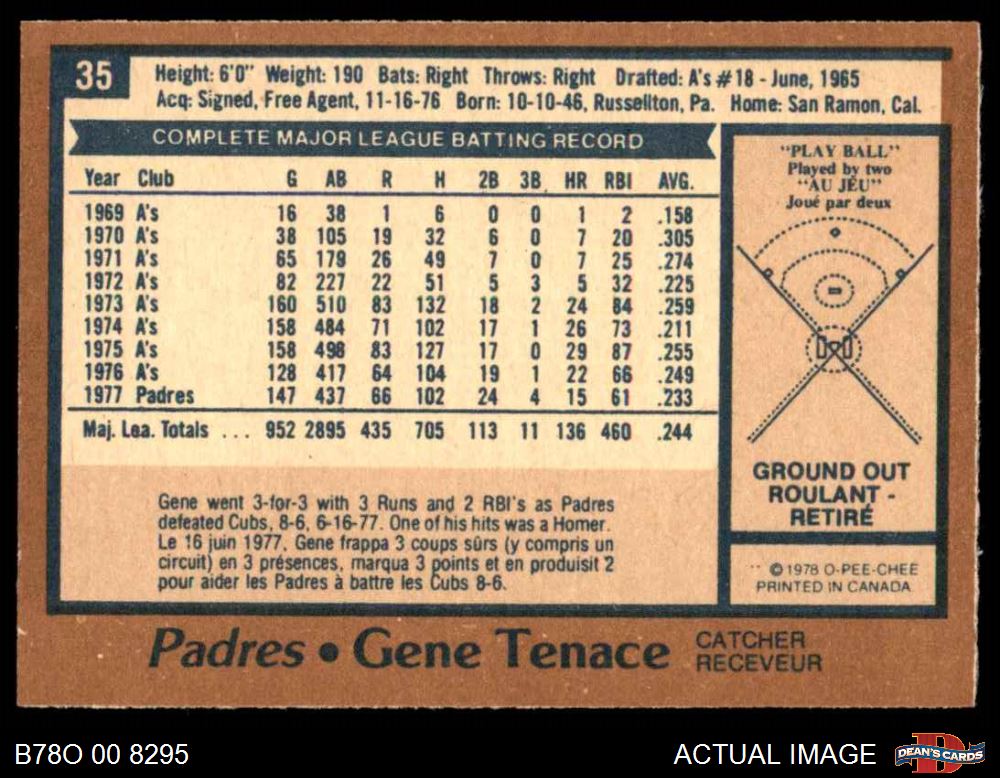 35
Height: 6'0" Weight: 190 Bats: Right Throws: Right Drafted: A's #18 - June, 1965
Acq: Signed, Free Agent, 11-16-76 Born: 10-10-46, Russellton, Pa. Home: San Ramon, Cal.
COMPLETE MAJOR LEAGUE BATTING RECORD
Year Club G AB R H 2B 3B HR RBI AVG.
1969 A's 16 38 1 6 0 0 1 2 .158
1970 A's 38 105 19 32 6 0 7 20 .305
1971 A's 65 179 26 49 7 0 7 25 .274
1972 A's 82 227 22 51 5 3 5 32 .225
1973 A's 160 510 83 132 18 2 24 84 .259
1974 A's 158 484 71 102 17 1 26 73 .211
1975 A's 158 498 83 127 17 0 29 87 .255
1976 A's 128 417 64 104 19 1 22 66 .249
1977 Padres 147 437 66 102 24 4 15 61 .233
Maj. Lea. Totals ... 952 2895 435 705 113 11 136 460 .244
Gene went 3-for-3 with 3 Runs and 2 RBI's as Padres
defeated Cubs, 8-6, 6-16-77. One of his hits was a Homer.
Le 16 juin 1977, Gene frappa 3 coups sûrs (y compris un
circuit) en 3 présences, marqua 3 points et en produisit 2
pour aider les Padres à battre les Cubs 8-6.
"PLAY BALL"
Played by two
"AU JEU"
Joué par deux
GROUND OUT
ROULANT -
RETIRÉ
©1978 O-PEE-CHEE
PRINTED IN CANADA
Padres • Gene Tenace CATCHER
RECEVEUR
B78O 00 8295
ACTUAL IMAGE
DEAN'S CARDS